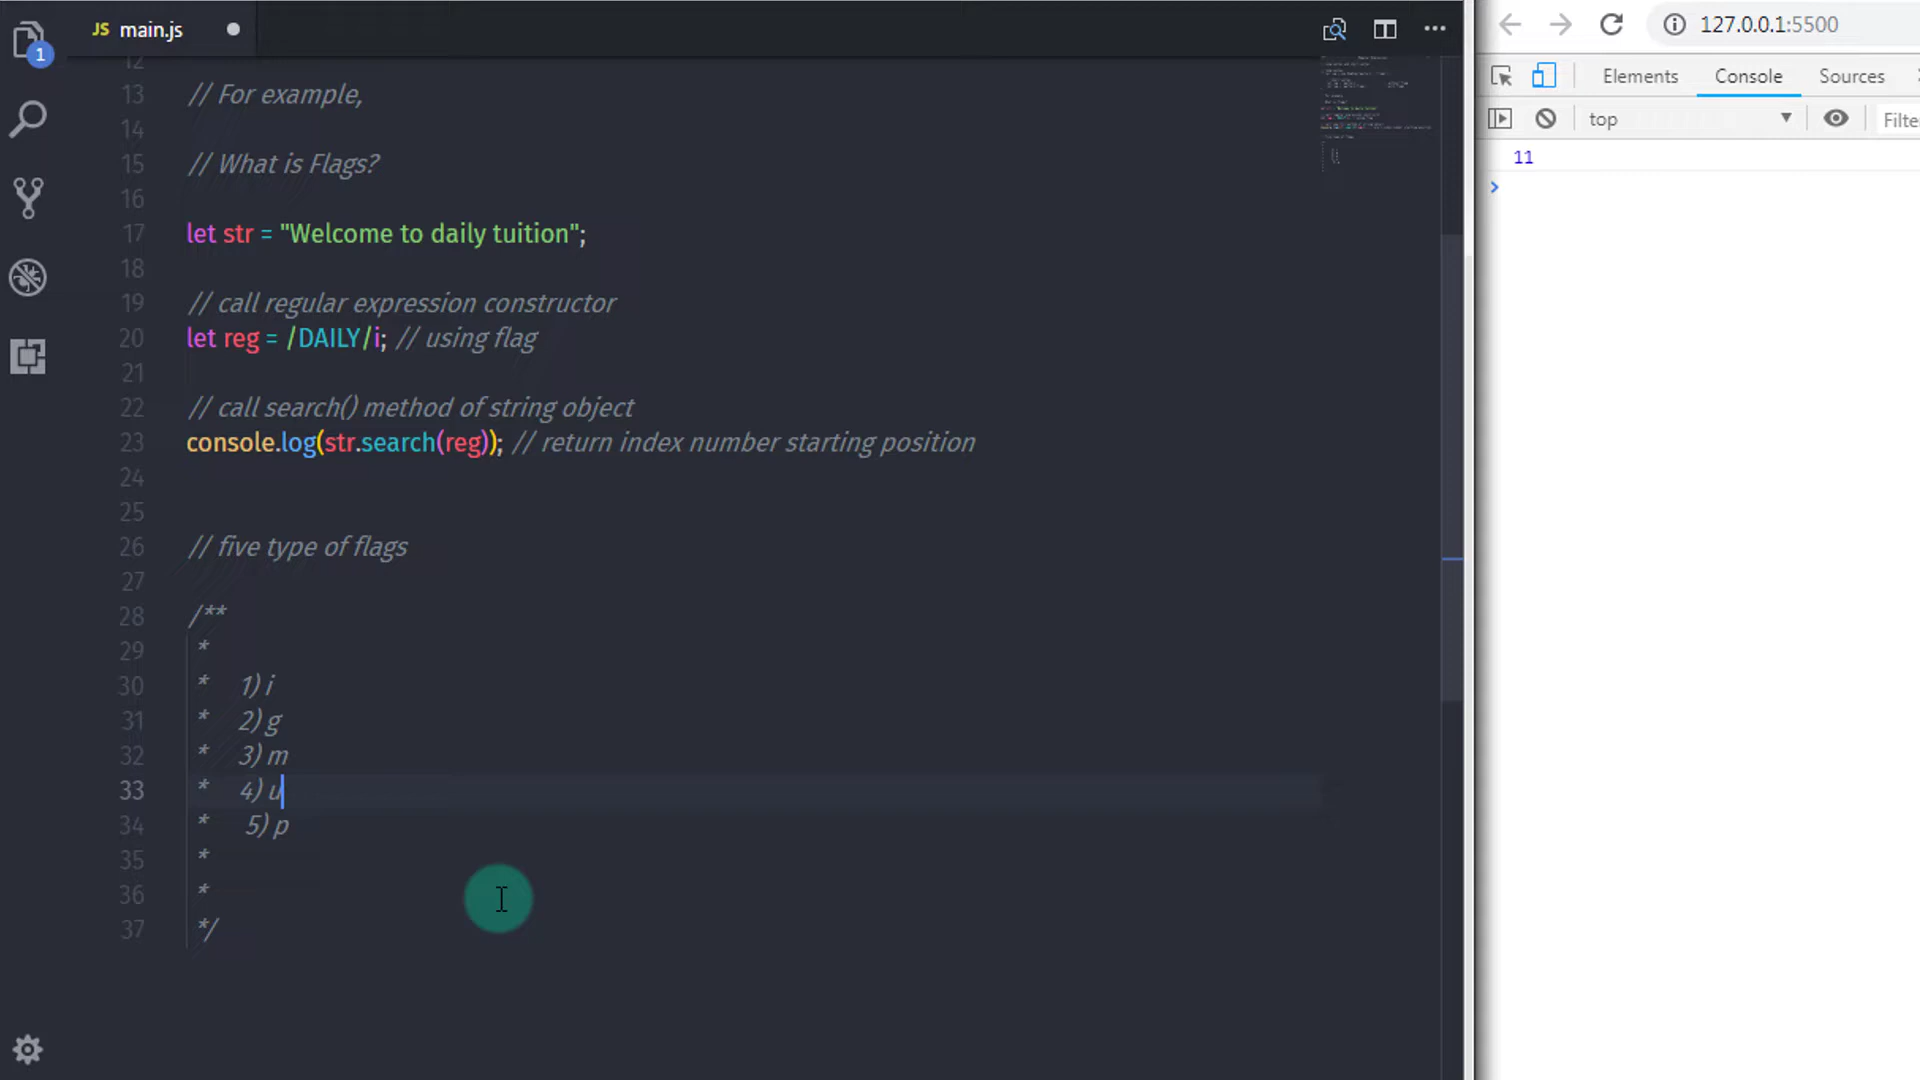 JS main.js
1
12
13 // For example,
14
15 // What is Flags?
16
17 let str = "Welcome to daily tuition";
18
19 // call regular expression constructor
20 let reg = /DAILY/i; // using flag
21
22 // call search() method of string object
23 console.log(str.search(reg)); // return index number starting position
24
25
26 // five type of flags
27
28 /**
29 *
30 * 1) i
31 * 2) g
32 * 3) m
33 * 4) u
34 * 5) p
35 *
36 *
37 */
127.0.0.1:5500
Elements Console Sources
top Filte
11